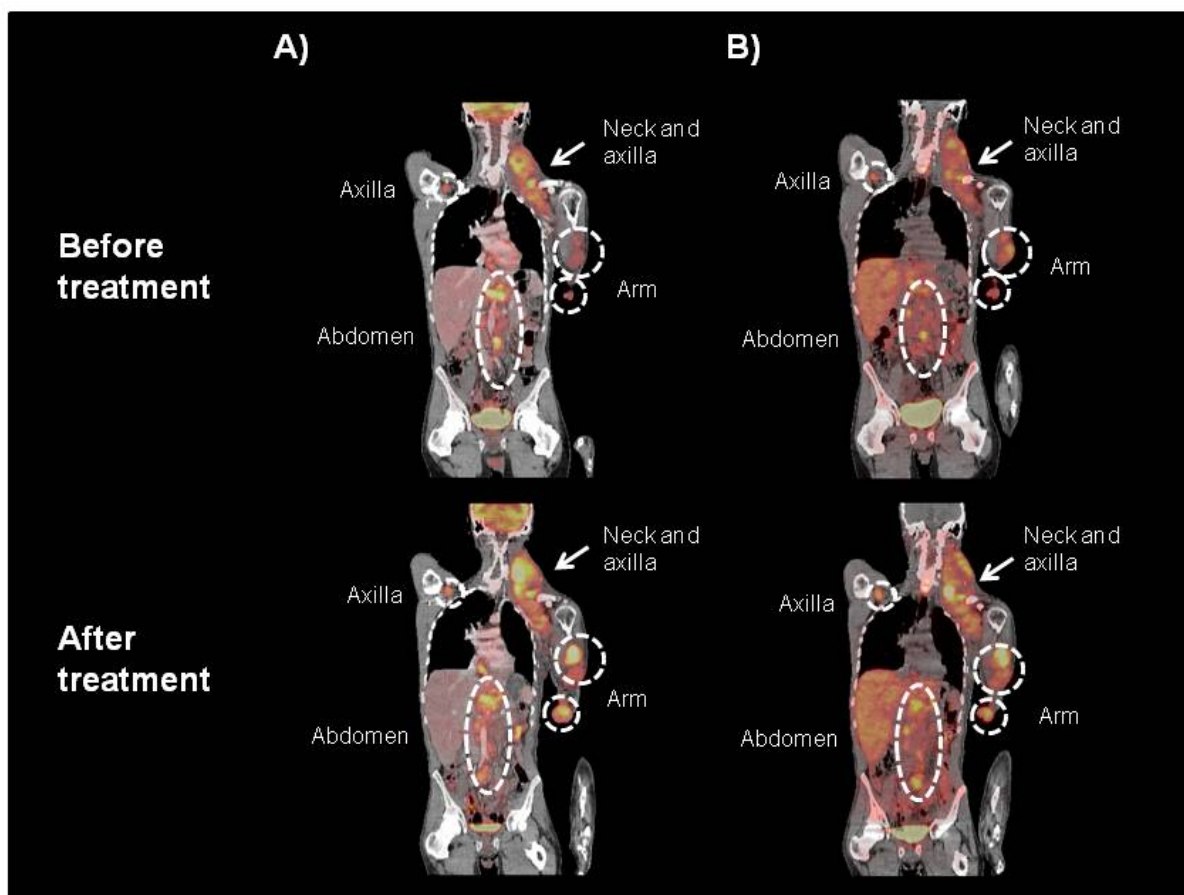 A)
B)
Neck and
axilla
Neck and
axilla
Axilla
Axilla
Before
treatment
Arm
Arm
Abdomen
Abdomen
Neck and
axilla
Neck and
axilla
Axilla
Axilla
After
treatment
Arm
Arm
Abdomen
Abdomen